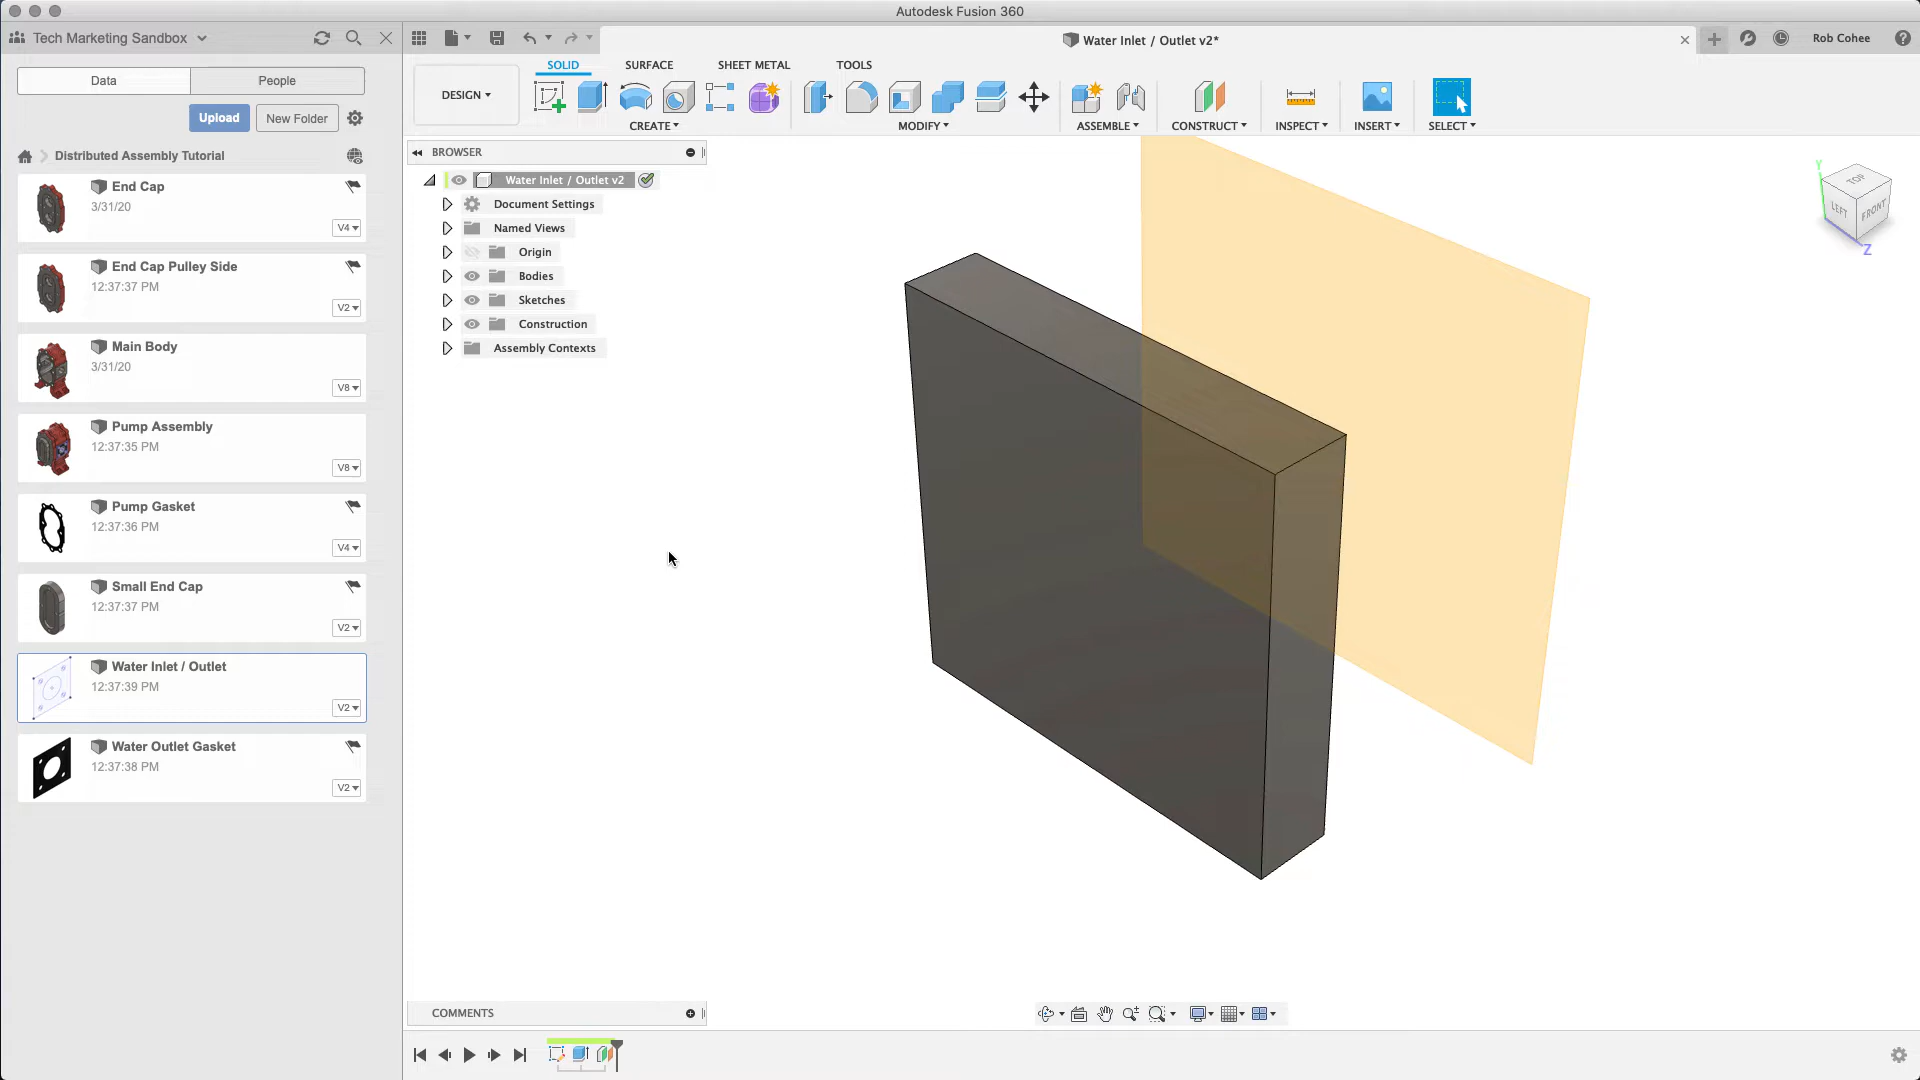 Autodesk Fusion 360
Tech Marketing Sandbox
Water Inlet / Outlet v2*
Rob Cohee
Data
People
Upload
New Folder
Distributed Assembly Tutorial
End Cap
3/31/20
V4
End Cap Pulley Side
12:37:37 PM
V2
Main Body
3/31/20
V8
Pump Assembly
12:37:35 PM
V8
Pump Gasket
12:37:36 PM
V4
Small End Cap
12:37:37 PM
V2
Water Inlet / Outlet
12:37:39 PM
V2
Water Outlet Gasket
12:37:38 PM
V2
DESIGN
SOLID
SURFACE
SHEET METAL
TOOLS
CREATE
MODIFY
ASSEMBLE
CONSTRUCT
INSPECT
INSERT
SELECT
BROWSER
Water Inlet / Outlet v2
Document Settings
Named Views
Origin
Bodies
Sketches
Construction
Assembly Contexts
Y
TOP
LEFT
FRONT
Z
COMMENTS